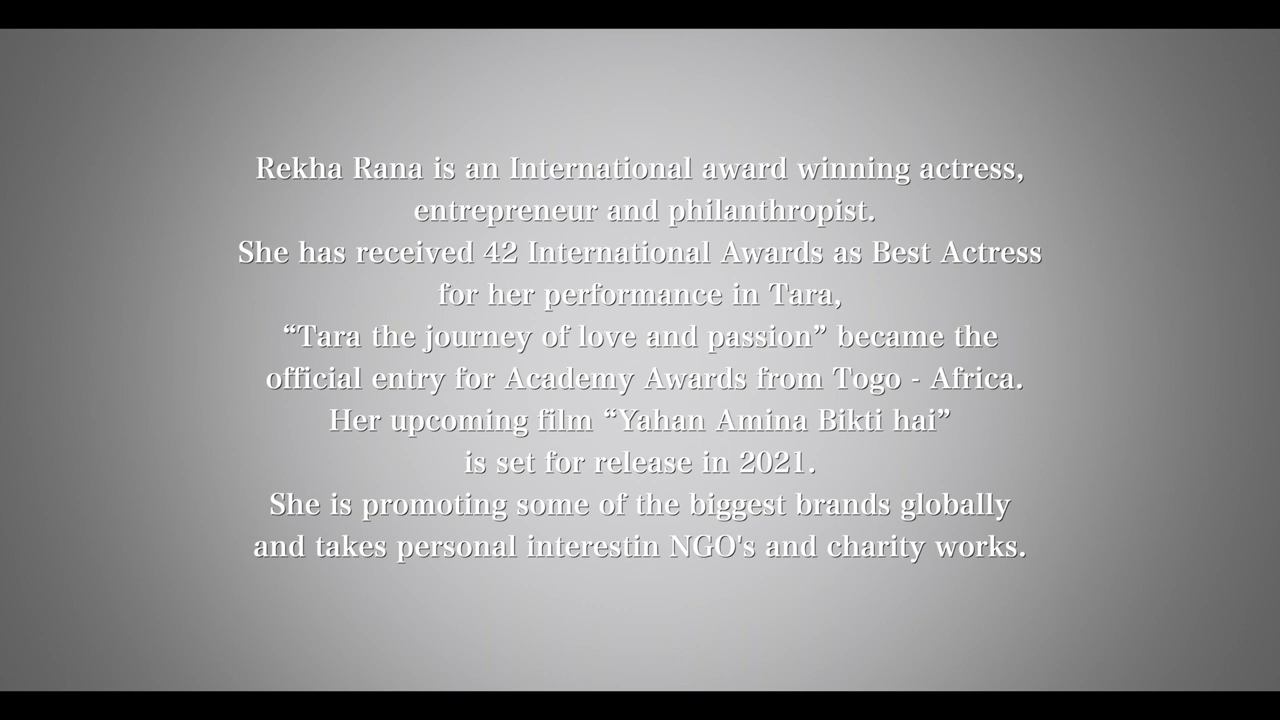 Rekha Rana is an International award winning actress,
entrepreneur and philanthropist.
She has received 42 International Awards as Best Actress
for her performance in Tara,
“Tara the journey of love and passion” became the
official entry for Academy Awards from Togo - Africa.
Her upcoming film “Yahan Amina Bikti hai”
is set for release in 2021.
She is promoting some of the biggest brands globally
and takes personal interestin NGO's and charity works.